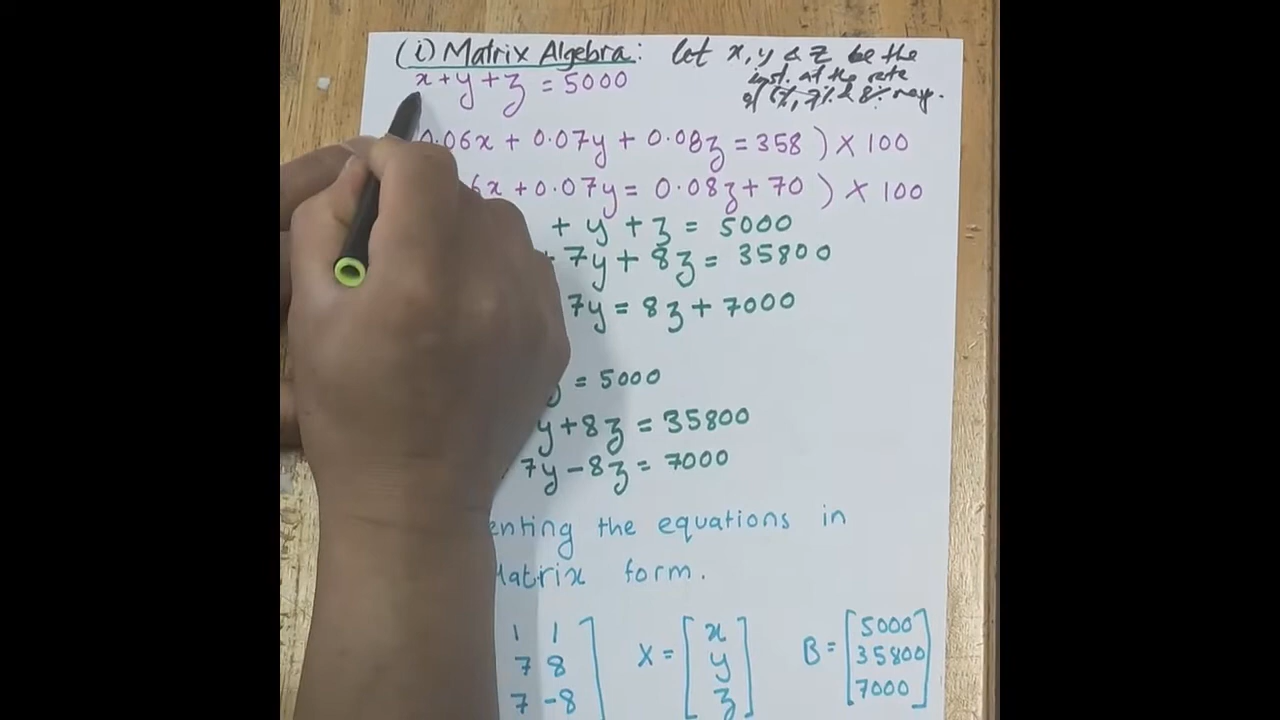 (i) Matrix Algebra: let x, y & z be the
inst. at the rate
of 6%, 7% & 8% resp.
x + y + z = 5000
0.06x + 0.07y + 0.08z = 358 ) × 100
6x + 0.07y = 0.08z + 70 ) × 100
+ y + z = 5000
7y + 8z = 35800
7y = 8z + 7000
= 5000
y + 8z = 35800
7y - 8z = 7000
enting the equations in
Matrix form.
1 1
7 8
7 -8
X = [ x
y
z ]
B = [ 5000
35800
7000 ]